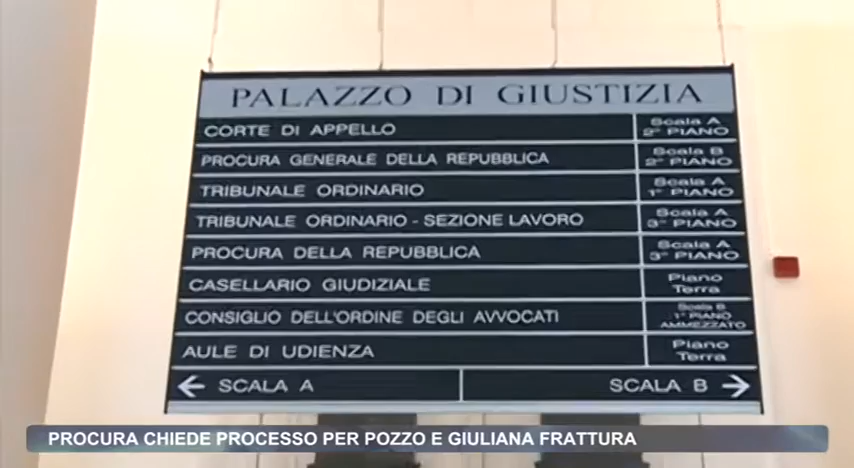 PALAZZO DI GIUSTIZIA
CORTE DI APPELLO
Scala A
2° PIANO
PROCURA GENERALE DELLA REPUBBLICA
Scala B
2° PIANO
TRIBUNALE ORDINARIO
Scala A
1° PIANO
TRIBUNALE ORDINARIO - SEZIONE LAVORO
Scala A
3° PIANO
PROCURA DELLA REPUBBLICA
Scala A
3° PIANO
CASELLARIO GIUDIZIALE
Piano
Terra
CONSIGLIO DELL'ORDINE DEGLI AVVOCATI
Scala B
1° PIANO
AMMEZZATO
AULE DI UDIENZA
Piano
Terra
← SCALA A
SCALA B →
PROCURA CHIEDE PROCESSO PER POZZO E GIULIANA FRATTURA